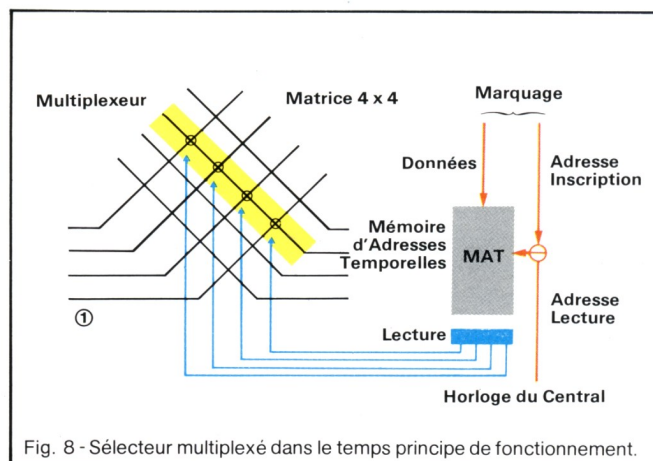 Multiplexeur
Matrice 4 x 4
Marquage
Données
Adresse
Inscription
Mémoire
d'Adresses
Temporelles
MAT
Adresse
Lecture
①
Lecture
Horloge du Central
Fig. 8 - Sélecteur multiplexé dans le temps principe de fonctionnement.